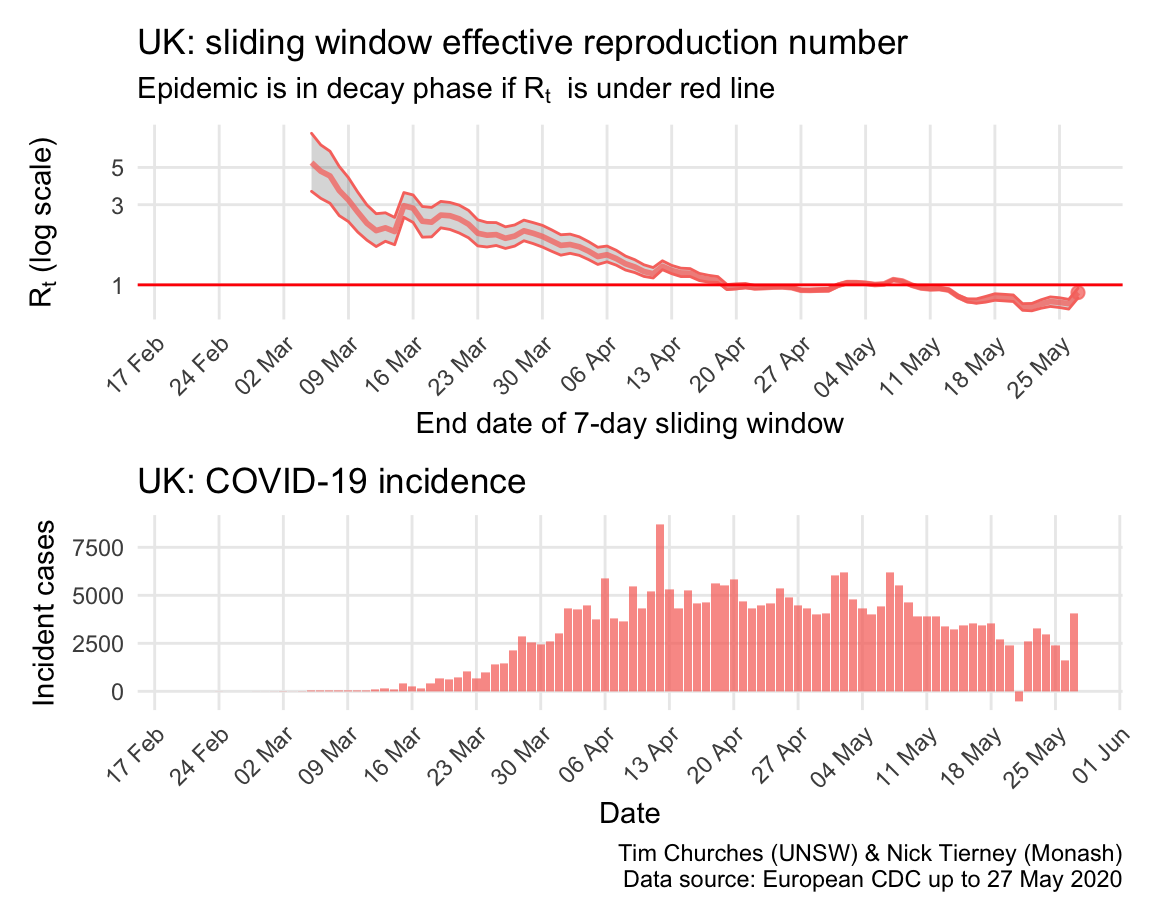 UK: sliding window effective reproduction number
Epidemic is in decay phase if Rt is under red line
Rt (log scale)
5
3
1
17 Feb
24 Feb
02 Mar
09 Mar
16 Mar
23 Mar
30 Mar
06 Apr
13 Apr
20 Apr
27 Apr
04 May
11 May
18 May
25 May
End date of 7-day sliding window
UK: COVID-19 incidence
Incident cases
7500
5000
2500
0
17 Feb
24 Feb
02 Mar
09 Mar
16 Mar
23 Mar
30 Mar
06 Apr
13 Apr
20 Apr
27 Apr
04 May
11 May
18 May
25 May
01 Jun
Date
Tim Churches (UNSW) & Nick Tierney (Monash)
Data source: European CDC up to 27 May 2020